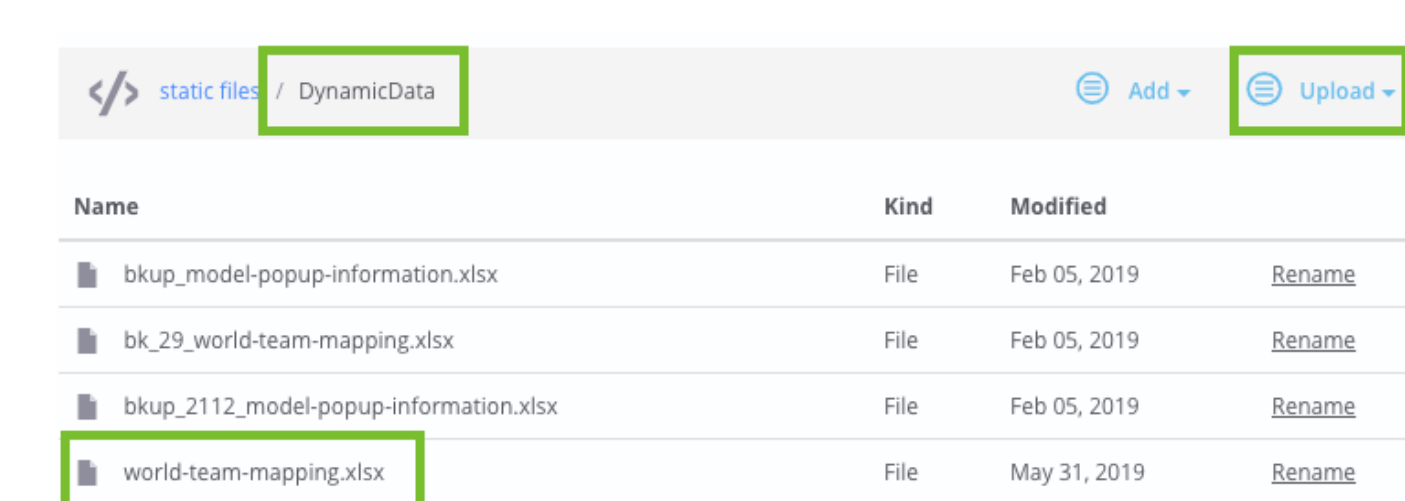 </> static files / DynamicData Add Upload
Name Kind Modified
bkup_model-popup-information.xlsx File Feb 05, 2019 Rename
bk_29_world-team-mapping.xlsx File Feb 05, 2019 Rename
bkup_2112_model-popup-information.xlsx File Feb 05, 2019 Rename
world-team-mapping.xlsx File May 31, 2019 Rename